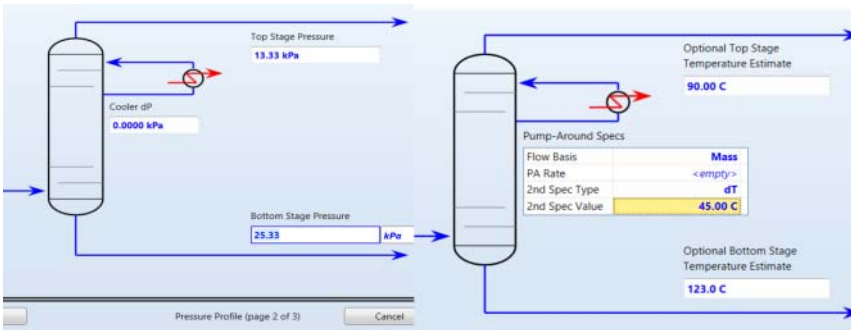 Top Stage Pressure
13.33 kPa
Cooler dP
0.0000 kPa
Bottom Stage Pressure
25.33 kPa
Pressure Profile (page 2 of 3)
Cancel
Optional Top Stage
Temperature Estimate
90.00 C
Pump-Around Specs
Flow Basis Mass
PA Rate <empty>
2nd Spec Type dT
2nd Spec Value 45.00 C
Optional Bottom Stage
Temperature Estimate
123.0 C